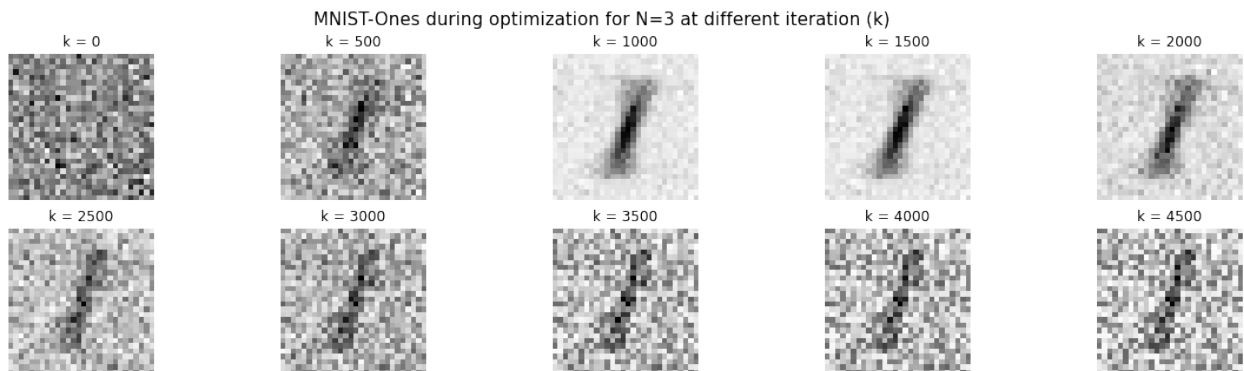 MNIST-Ones during optimization for N=3 at different iteration (k)
k = 0 k = 500 k = 1000 k = 1500 k = 2000
k = 2500 k = 3000 k = 3500 k = 4000 k = 4500